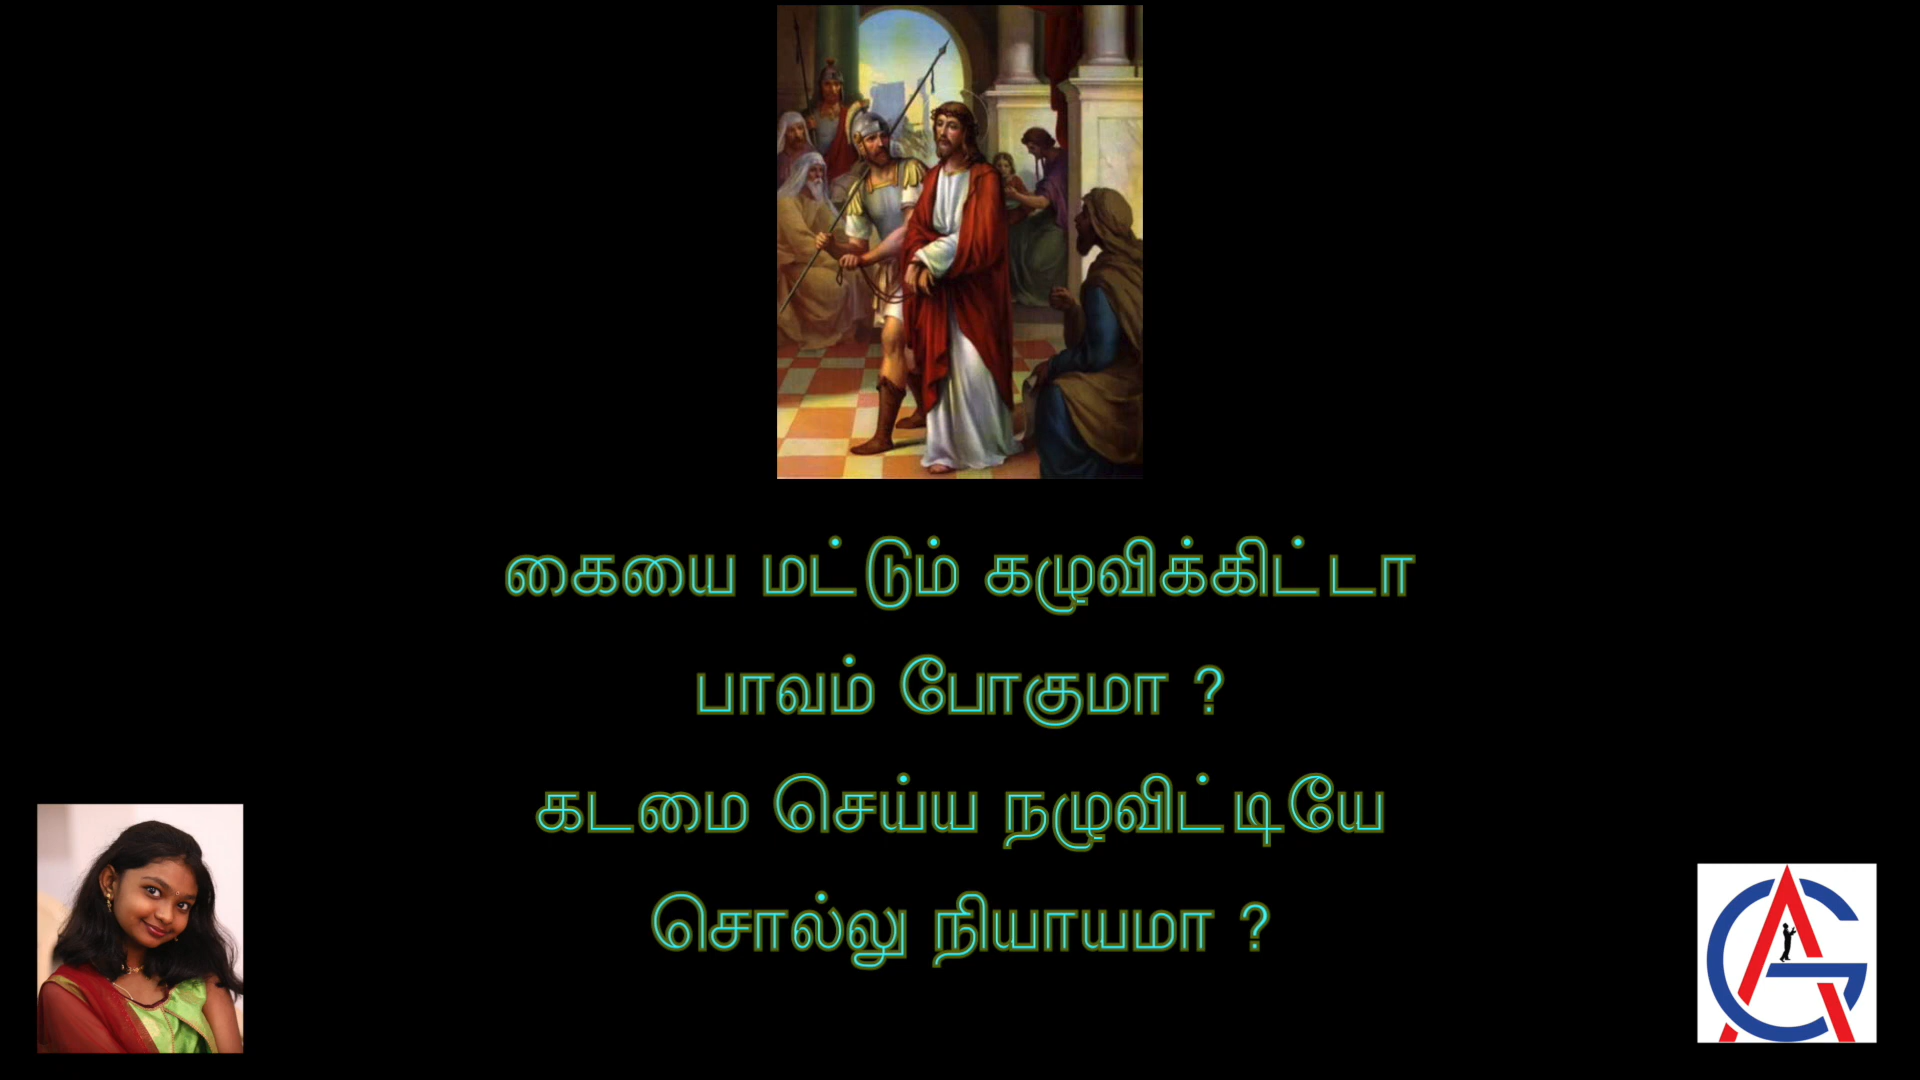 கையை மட்டும் கழுவிக்கிட்டா
பாவம் போகுமா ?
கடமை செய்ய நழுவிட்டியே
சொல்லு நியாயமா ?